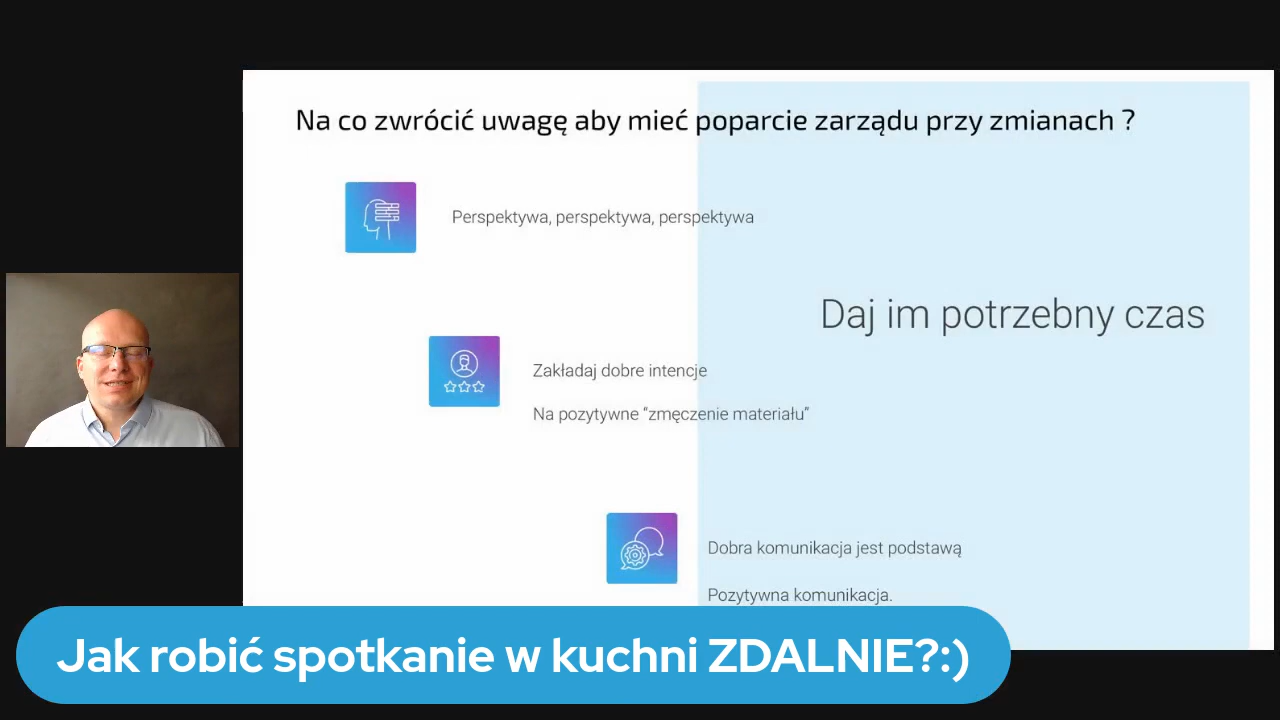 Na co zwrócić uwagę aby mieć poparcie zarządu przy zmianach ?
Perspektywa, perspektywa, perspektywa
Daj im potrzebny czas
Zakładaj dobre intencje
Na pozytywne “zmęczenie materiału”
Dobra komunikacja jest podstawą
Pozytywna komunikacja.
Jak robić spotkanie w kuchni ZDALNIE?:)